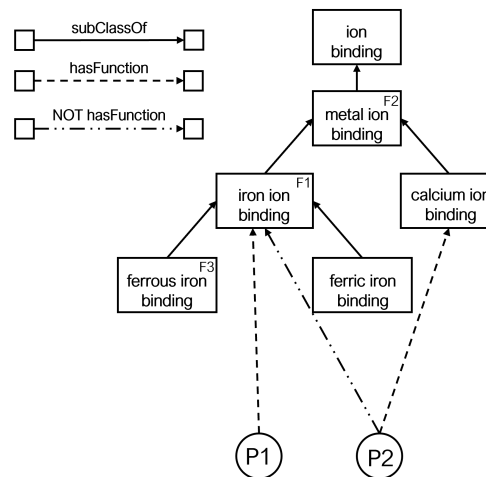 subClassOf
hasFunction
NOT hasFunction
ion
binding
F2
metal ion
binding
F1
iron ion
binding
calcium ion
binding
F3
ferrous iron
binding
ferric iron
binding
P1
P2